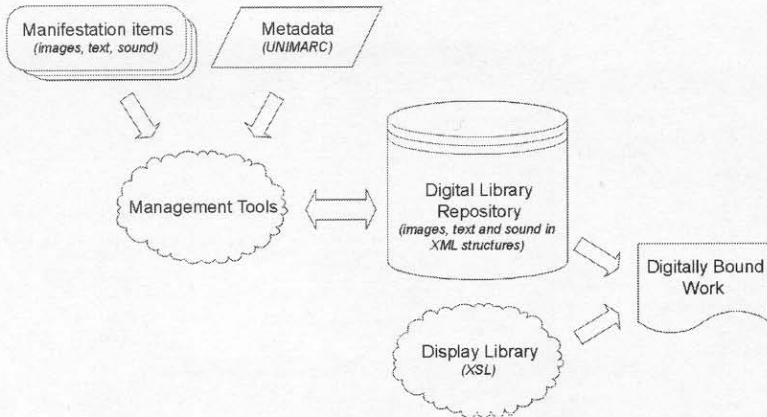 Manifestation items
(images, text, sound)
Metadata
(UNIMARC)
Management Tools
Digital Library
Repository
(images, text and sound in
XML structures)
Digitally Bound
Work
Display Library
(XSL)